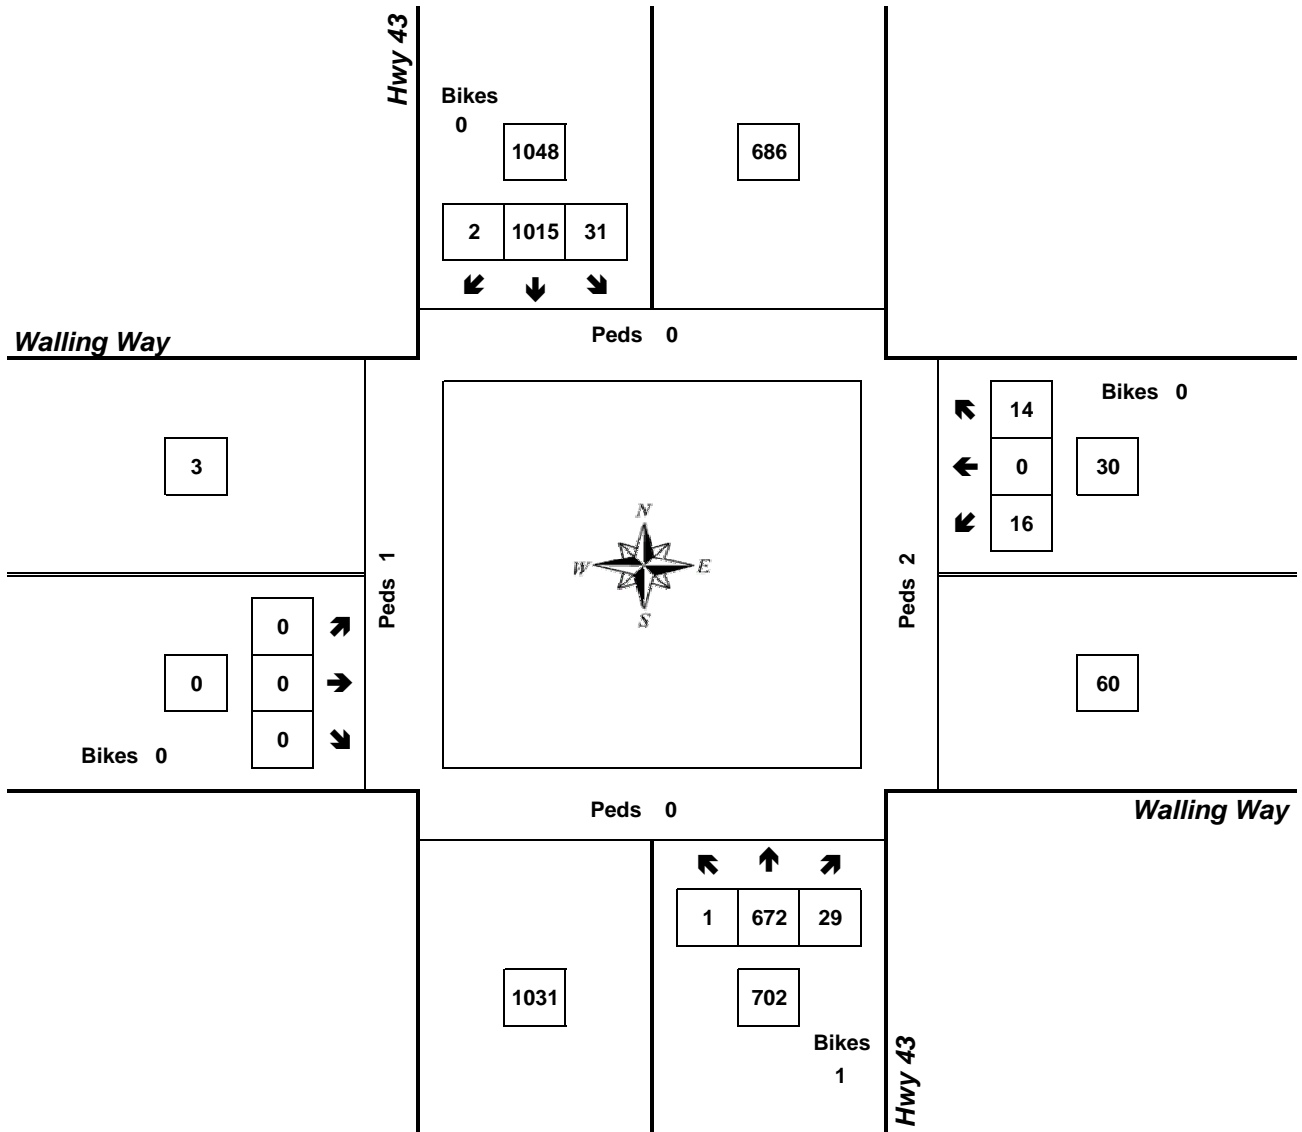 Hwy 43
Bikes
0
1048
686
2 1015 31
Peds 0
Walling Way
14
Bikes 0
3
0
30
16
N
W E
S
Peds 1
Peds 2
0
0
0
0
Bikes 0
60
Peds 0
Walling Way
1 672 29
1031
702
Bikes
1
Hwy 43